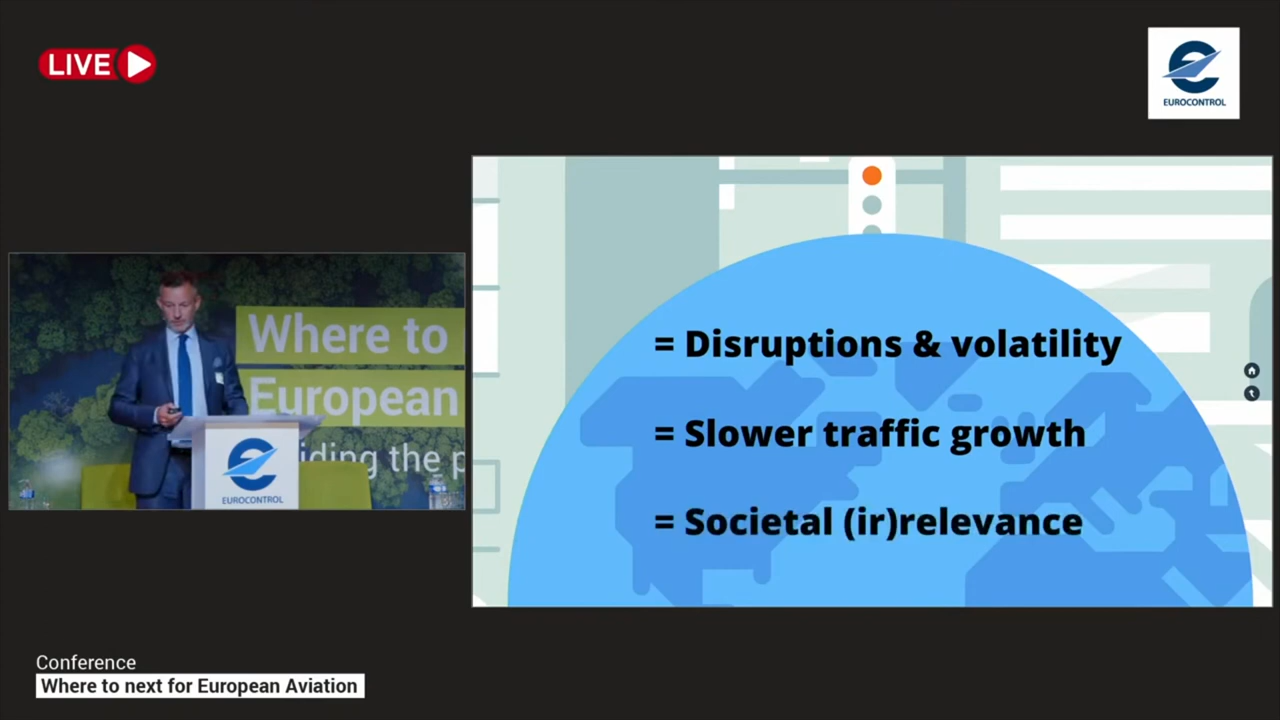 LIVE
EUROCONTROL
= Disruptions & volatility
= Slower traffic growth
= Societal (ir)relevance
Where to
European
iding the p
EUROCONTROL
Conference
Where to next for European Aviation